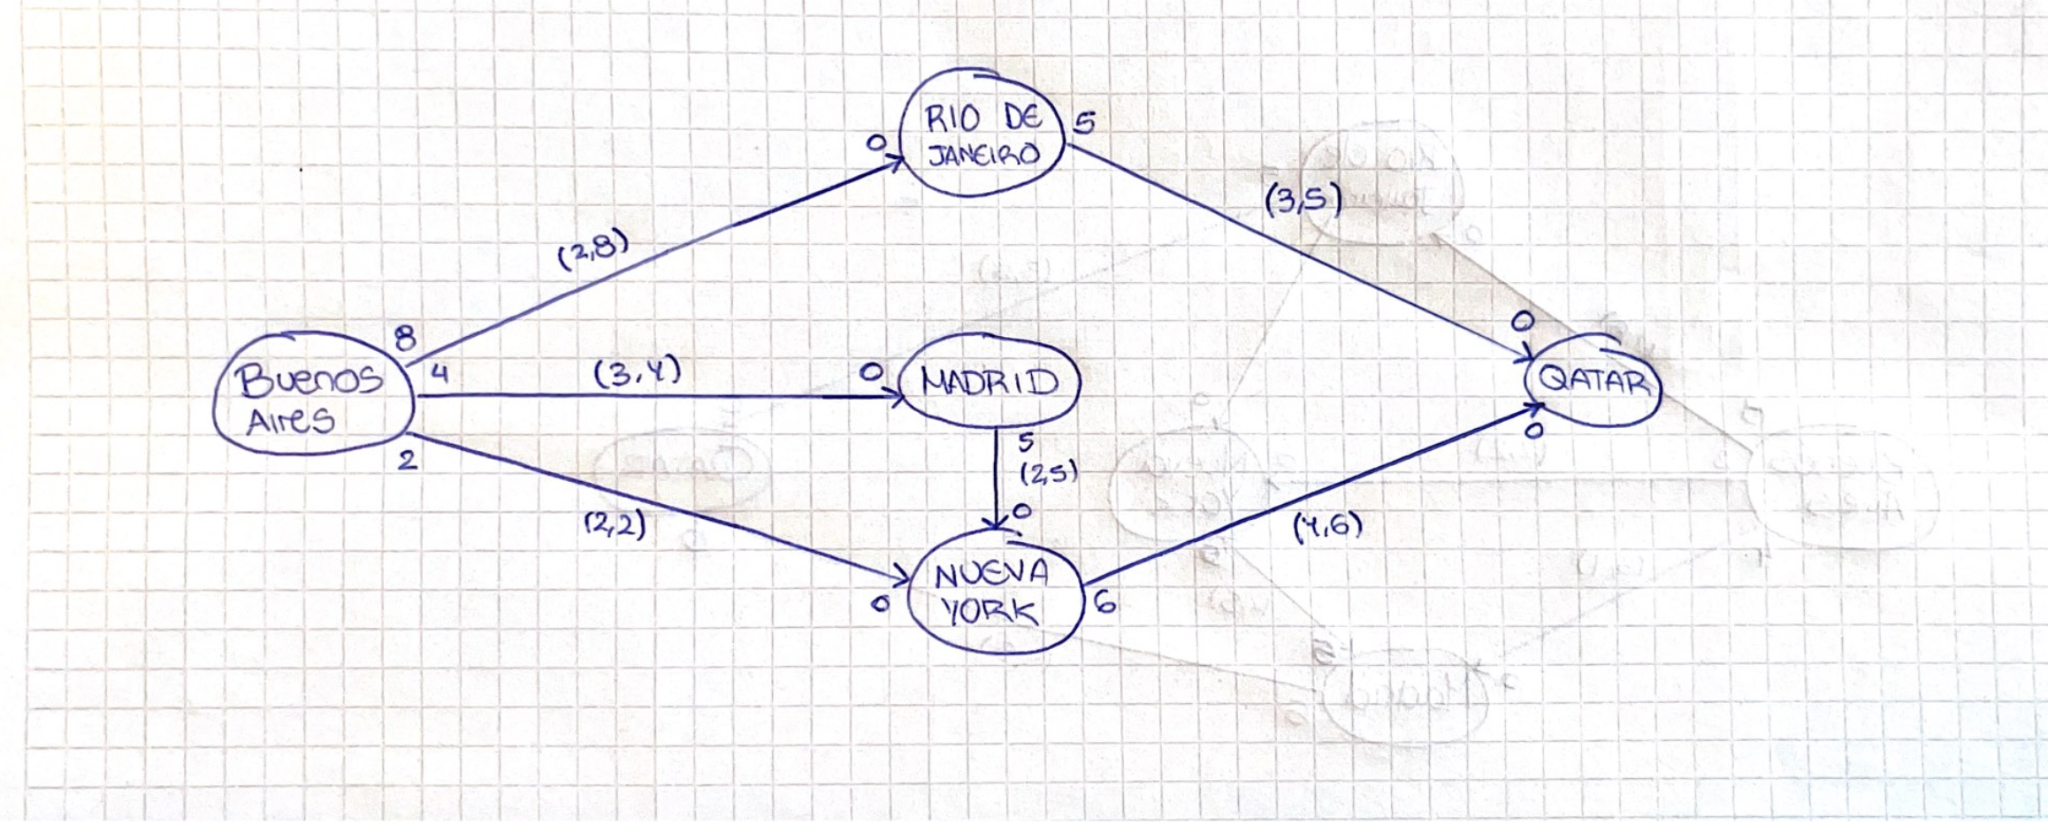 RIO DE
JANEIRO
5
0
(3,5)
(2,8)
0
8
Buenos
Aires
4
(3,4)
0
MADRID
QATAR
0
2
5
(2,5)
0
(2,2)
(4,6)
NUEVA
YORK
0
6